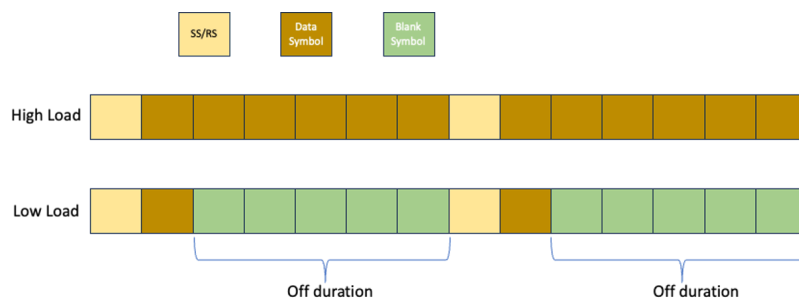 SS/RS
Data
Symbol
Blank
Symbol
High Load
Low Load
Off duration
Off duration